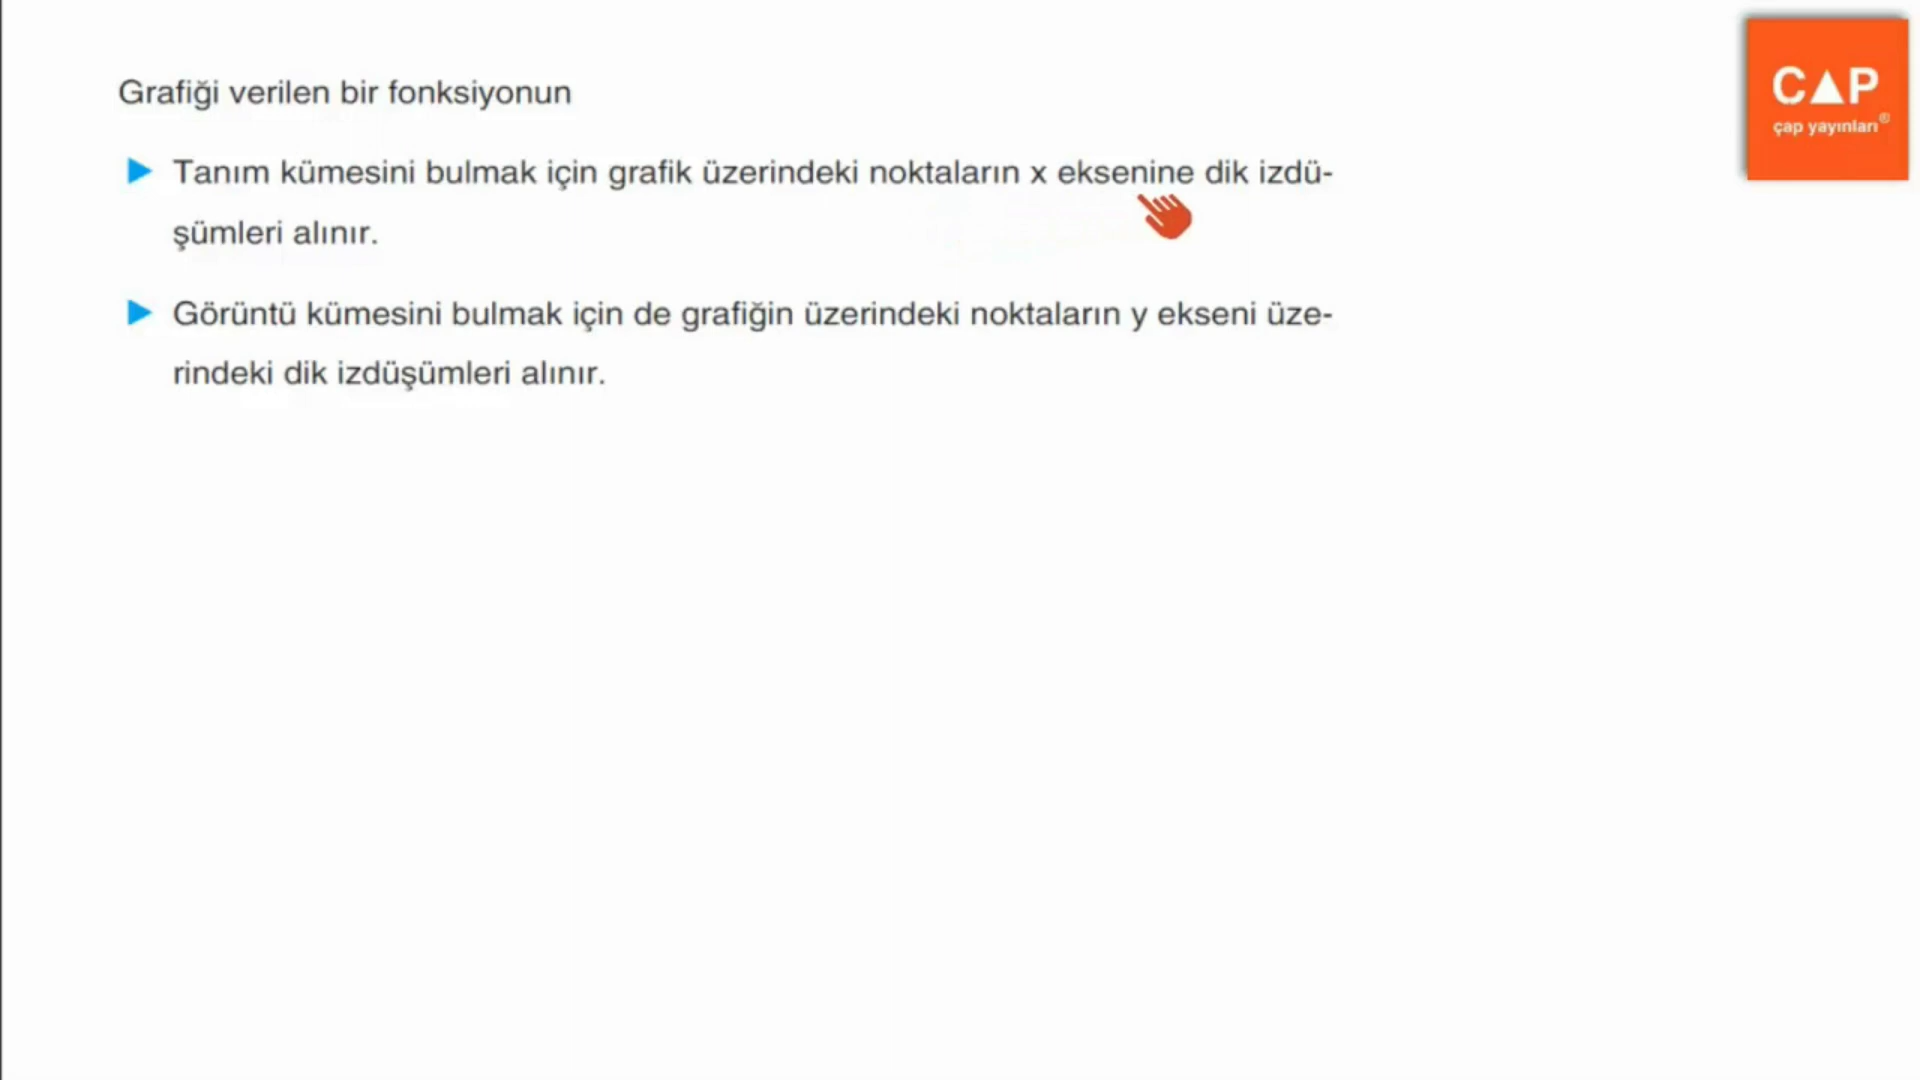 Grafiği verilen bir fonksiyonun
Tanım kümesini bulmak için grafik üzerindeki noktaların x eksenine dik izdü-
şümleri alınır.
Görüntü kümesini bulmak için de grafiğin üzerindeki noktaların y ekseni üze-
rindeki dik izdüşümleri alınır.
ÇAP
çap yayınları®